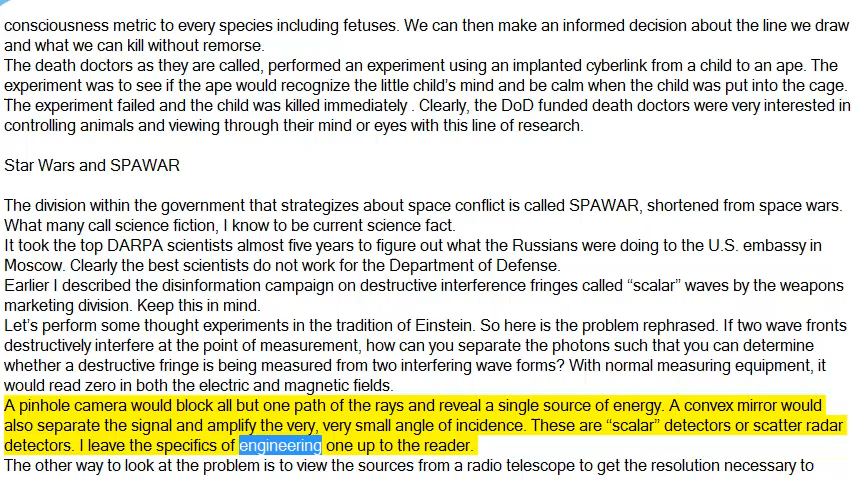 consciousness metric to every species including fetuses. We can then make an informed decision about the line we draw
and what we can kill without remorse.
The death doctors as they are called, performed an experiment using an implanted cyberlink from a child to an ape. The
experiment was to see if the ape would recognize the little child’s mind and be calm when the child was put into the cage.
The experiment failed and the child was killed immediately . Clearly, the DoD funded death doctors were very interested in
controlling animals and viewing through their mind or eyes with this line of research.
Star Wars and SPAWAR
The division within the government that strategizes about space conflict is called SPAWAR, shortened from space wars.
What many call science fiction, I know to be current science fact.
It took the top DARPA scientists almost five years to figure out what the Russians were doing to the U.S. embassy in
Moscow. Clearly the best scientists do not work for the Department of Defense.
Earlier I described the disinformation campaign on destructive interference fringes called “scalar” waves by the weapons
marketing division. Keep this in mind.
Let’s perform some thought experiments in the tradition of Einstein. So here is the problem rephrased. If two wave fronts
destructively interfere at the point of measurement, how can you separate the photons such that you can determine
whether a destructive fringe is being measured from two interfering wave forms? With normal measuring equipment, it
would read zero in both the electric and magnetic fields.
A pinhole camera would block all but one path of the rays and reveal a single source of energy. A convex mirror would
also separate the signal and amplify the very, very small angle of incidence. These are “scalar” detectors or scatter radar
detectors. I leave the specifics of engineering one up to the reader.
The other way to look at the problem is to view the sources from a radio telescope to get the resolution necessary to